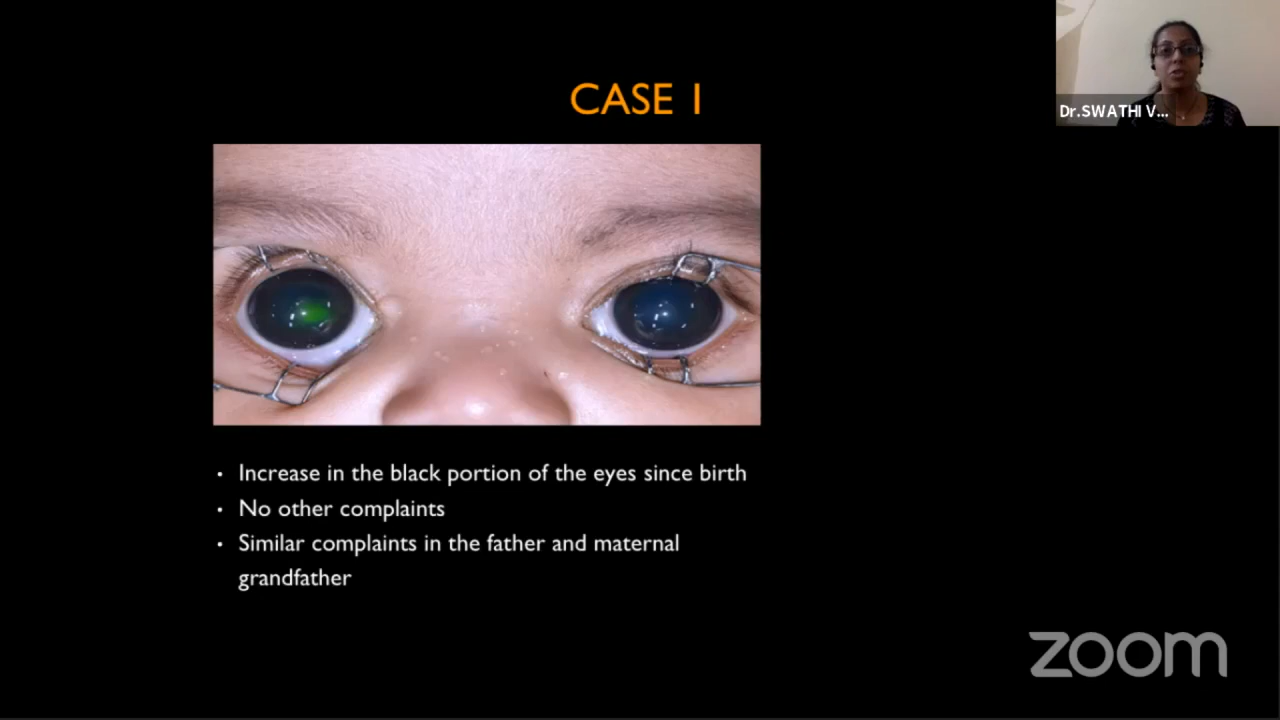 CASE 1
Dr.SWATHI V...
• Increase in the black portion of the eyes since birth
• No other complaints
• Similar complaints in the father and maternal
grandfather
zoom